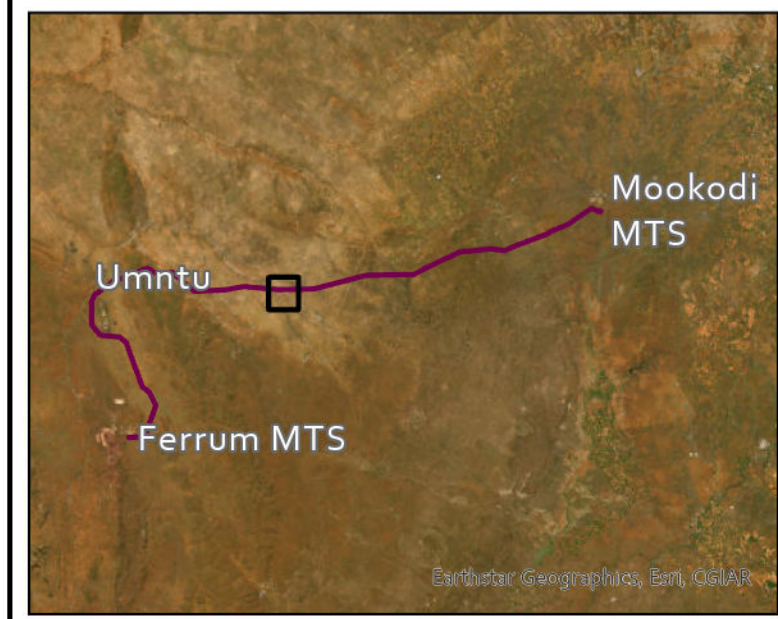 Mookodi
MTS
Umntu
Ferrum MTS
Earthstar Geographics, Esri, CGIAR